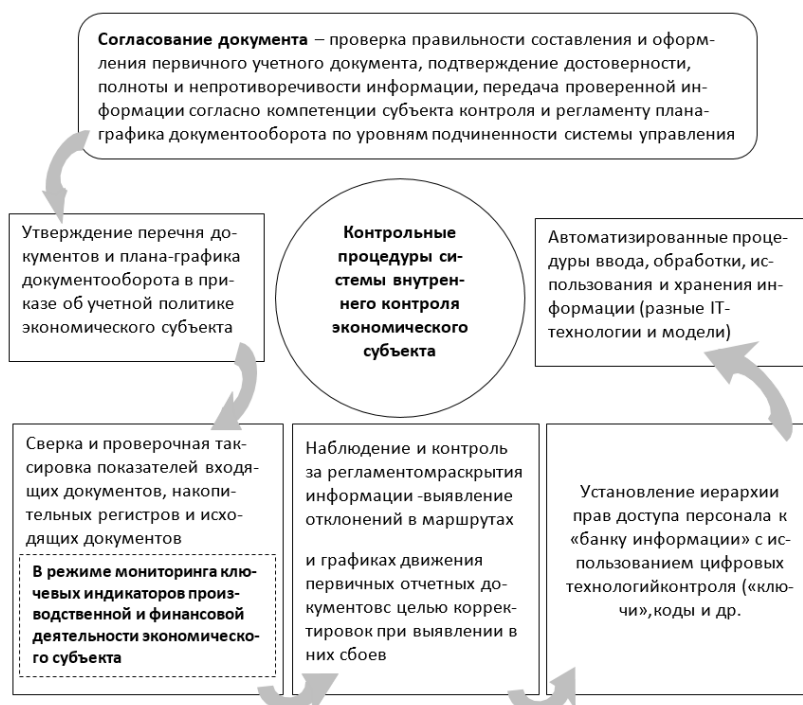 Согласование документа – проверка правильности составления и оформ-
ления первичного учетного документа, подтверждение достоверности,
полноты и непротиворечивости информации, передача проверенной ин-
формации согласно компетенции субъекта контроля и регламенту плана-
графика документооборота по уровням подчиненности системы управления
Утверждение перечня до-
кументов и плана-графика
документооборота в при-
казе об учетной политике
экономического субъекта
Контрольные
процедуры си-
стемы внутрен-
него контроля
экономического
субъекта
Автоматизированные проце-
дуры ввода, обработки, ис-
пользования и хранения ин-
формации (разные IT-
технологии и модели)
Сверка и проверочная так-
сировка показателей входя-
щих документов, накопи-
тельных регистров и исхо-
дящих документов
В режиме мониторинга клю-
чевых индикаторов произ-
водственной и финансовой
деятельности экономическо-
го субъекта
Наблюдение и контроль
за регламентомраскрытия
информации -выявление
отклонений в маршрутах
и графиках движения
первичных отчетных до-
кументовс целью коррек-
тировок при выявлении в
них сбоев
Установление иерархии
прав доступа персонала к
«банку информации» с ис-
пользованием цифровых
технологийконтроля («клю-
чи»,коды и др.